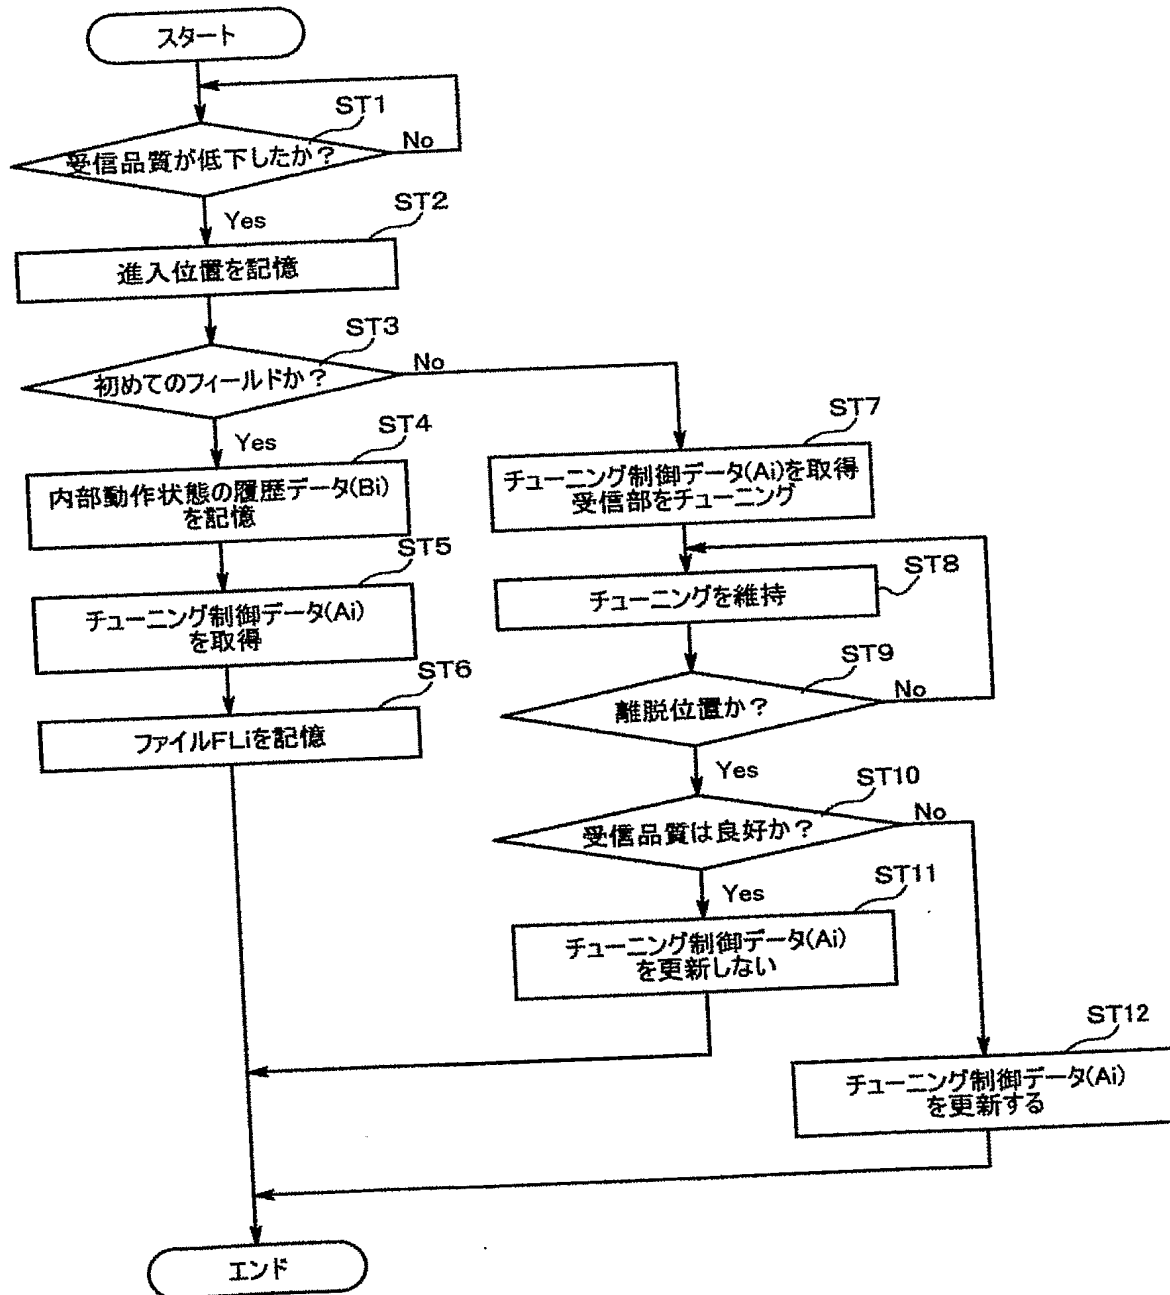 スタート
ST1
受信品質が低下したか？
No
Yes
ST2
進入位置を記憶
ST3
初めてのフィールドか？
No
Yes
ST4
内部動作状態の履歴データ(Bi)
を記憶
ST5
チューニング制御データ(Ai)
を取得
ST6
ファイルFLiを記憶
ST7
チューニング制御データ(Ai)を取得
受信部をチューニング
ST8
チューニングを維持
ST9
離脱位置か？
No
Yes
ST10
受信品質は良好か？
No
Yes
ST11
チューニング制御データ(Ai)
を更新しない
ST12
チューニング制御データ(Ai)
を更新する
エンド